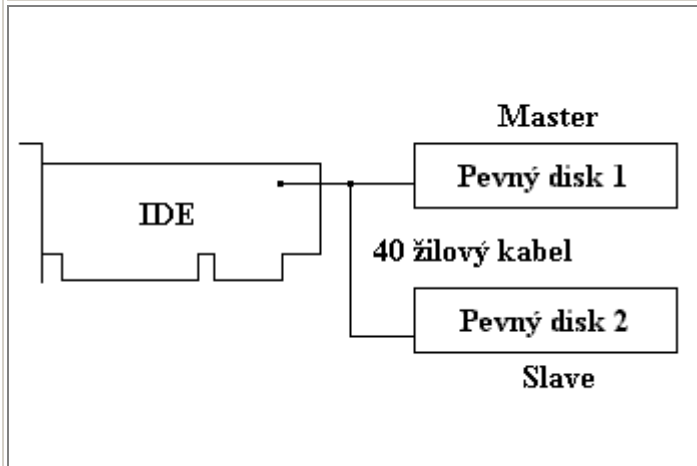 Master
Pevný disk 1
IDE
40 žilový kabel
Pevný disk 2
Slave